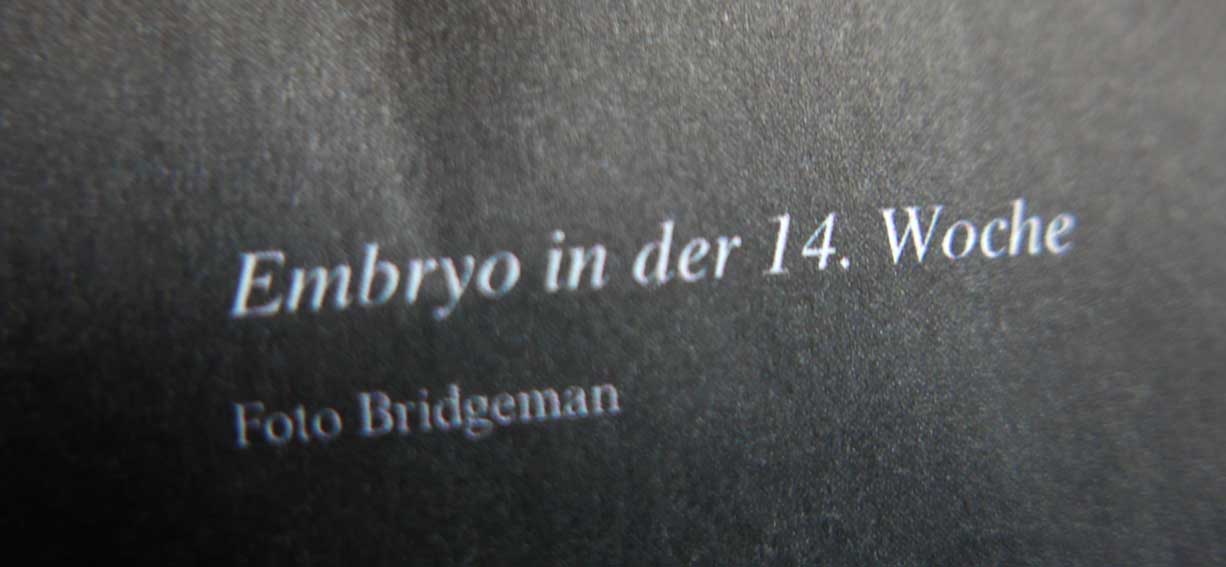 Embryo in der 14. Woche
Foto Bridgeman